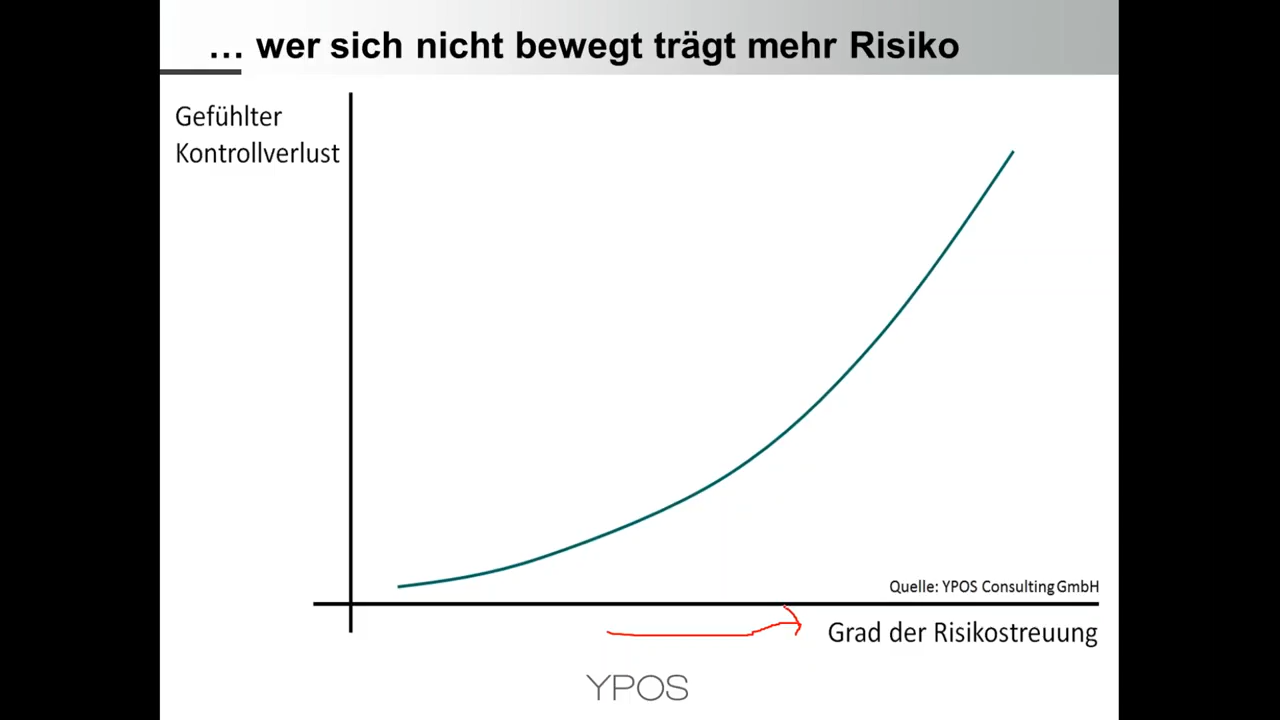 … wer sich nicht bewegt trägt mehr Risiko
Gefühlter
Kontrollverlust
Quelle: YPOS Consulting GmbH
Grad der Risikostreuung
YPOS